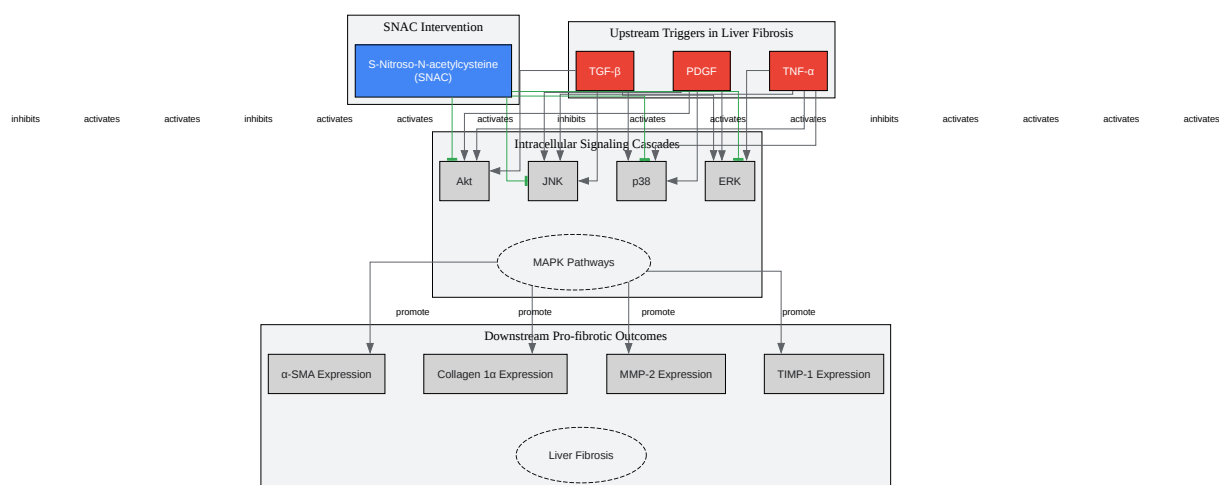 SNAC Intervention
Upstream Triggers in Liver Fibrosis
S-Nitroso-N-acetylcysteine
(SNAC)
TGF-β
PDGF
TNF-α
inhibits
activates
activates
inhibits
activates
activates
activates
inhibits
activates
activates
activates
inhibits
activates
activates
activates
activates
Intracellular Signaling Cascades
Akt
JNK
p38
ERK
MAPK Pathways
promote
promote
promote
promote
Downstream Pro-fibrotic Outcomes
α-SMA Expression
Collagen 1α Expression
MMP-2 Expression
TIMP-1 Expression
Liver Fibrosis